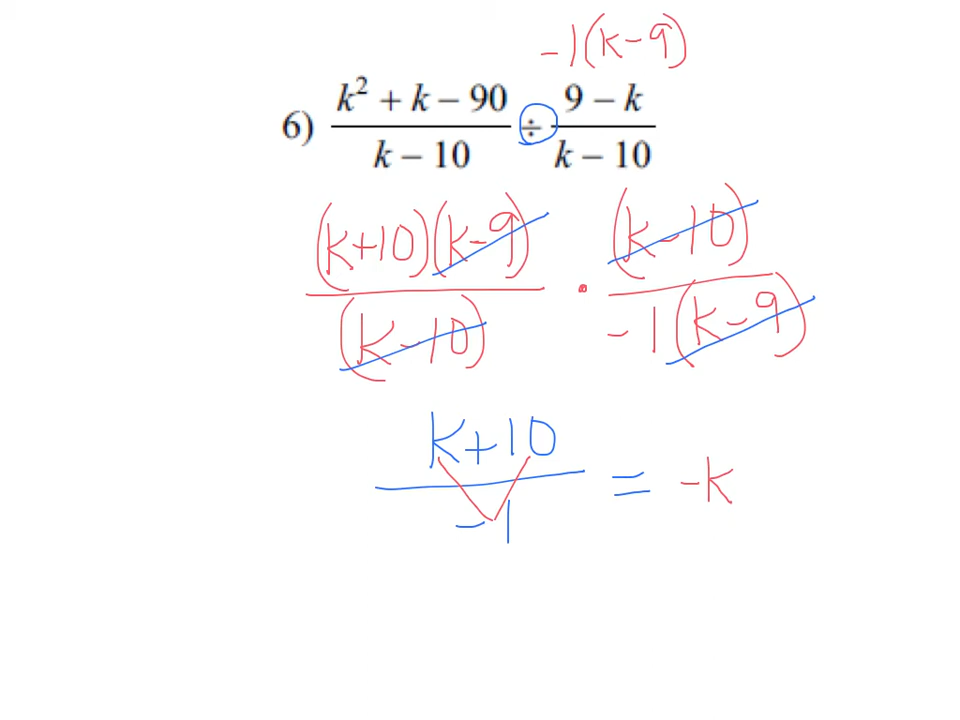 -1(k-9)
6) k² + k - 90 / k - 10 ÷ 9 - k / k - 10
(k+10)(k-9) / (k-10) · (k-10) / -1(k-9)
k+10 / -1 = -k